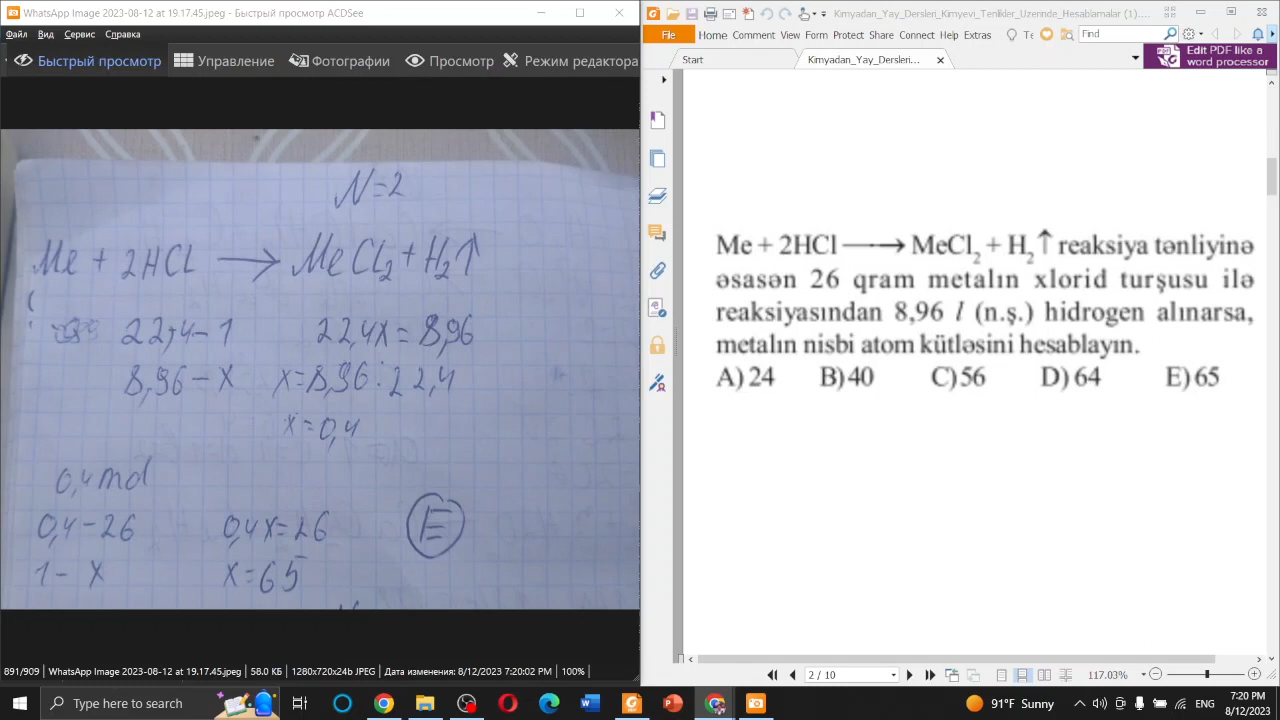 WhatsApp Image 2023-08-12 at 19.17.45.jpeg - Быстрый просмотр ACDSee
Файл Вид Сервис Справка
Быстрый просмотр Управление Фотографии Просмотр Режим редактора
N=2
Me + 2HCl → MeCl₂ + H₂↑
22,4 – 1 22,4x = 8,96
8,96 – x x = 8,96 : 22,4
x = 0,4
0,4 mol
0,4 – 26 0,4x = 26 E
1 – x x = 65
891/909 WhatsApp Image 2023-08-12 at 19.17.45.jpeg 58.0 КБ 1280x720x24b JPEG Дата изменения: 8/12/2023 7:20:02 PM 100%
Kimyadan_Yay_Dersleri_Kimyevi_Tenlikler_Uzerinde_Hesablamalar (1)....
File Home Comment View Form Protect Share Connect Help Extras Te Find
Start Kimyadan_Yay_Dersleri... Edit PDF like a
word processor
Me + 2HCl → MeCl₂ + H₂↑ reaksiya tənliyinə
əsasən 26 qram metalın xlorid turşusu ilə
reaksiyasından 8,96 l (n.ş.) hidrogen alınarsa,
metalın nisbi atom kütləsini hesablayın.
A) 24 B) 40 C) 56 D) 64 E) 65
2 / 10 117.03%
Type here to search 91°F Sunny 7:20 PM
8/12/2023